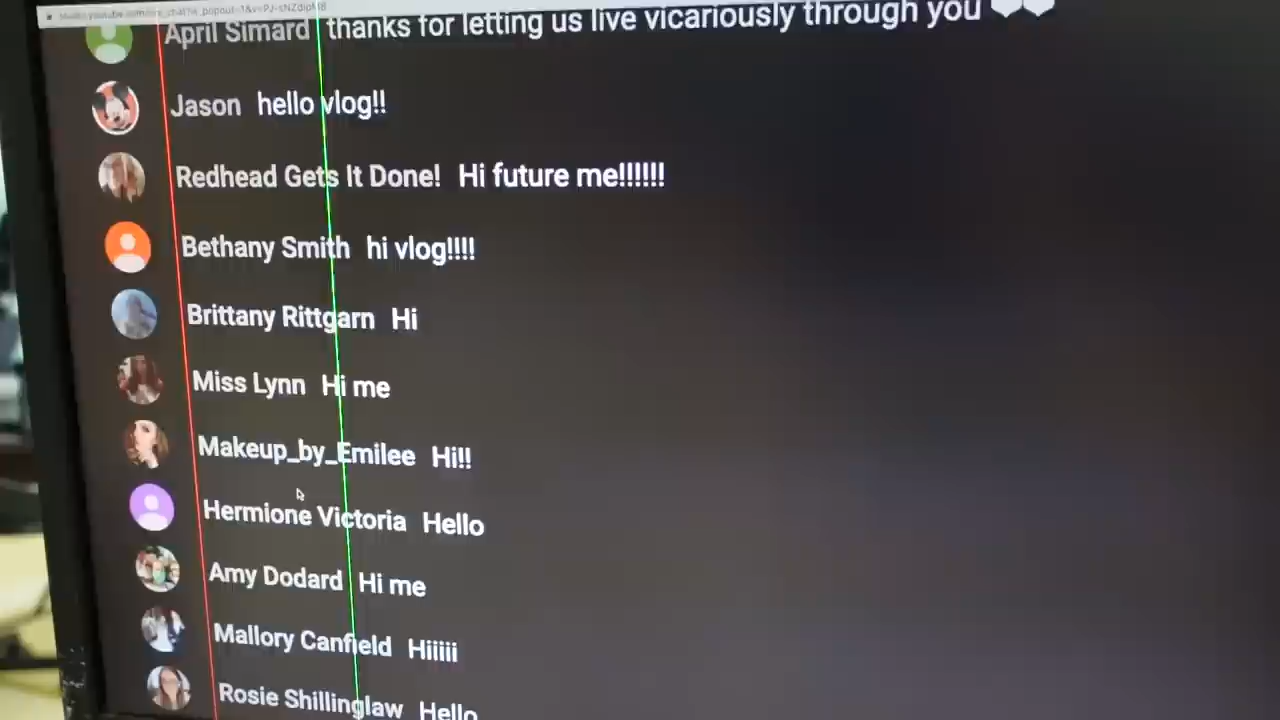 April Simard thanks for letting us live vicariously through you
Jason hello vlog!!
Redhead Gets It Done! Hi future me!!!!!!
Bethany Smith hi vlog!!!!
Brittany Rittgarn Hi
Miss Lynn Hi me
Makeup_by_Emilee Hi!!
Hermione Victoria Hello
Amy Dodard Hi me
Mallory Canfield Hiiiii
Rosie Shillinglaw Hello